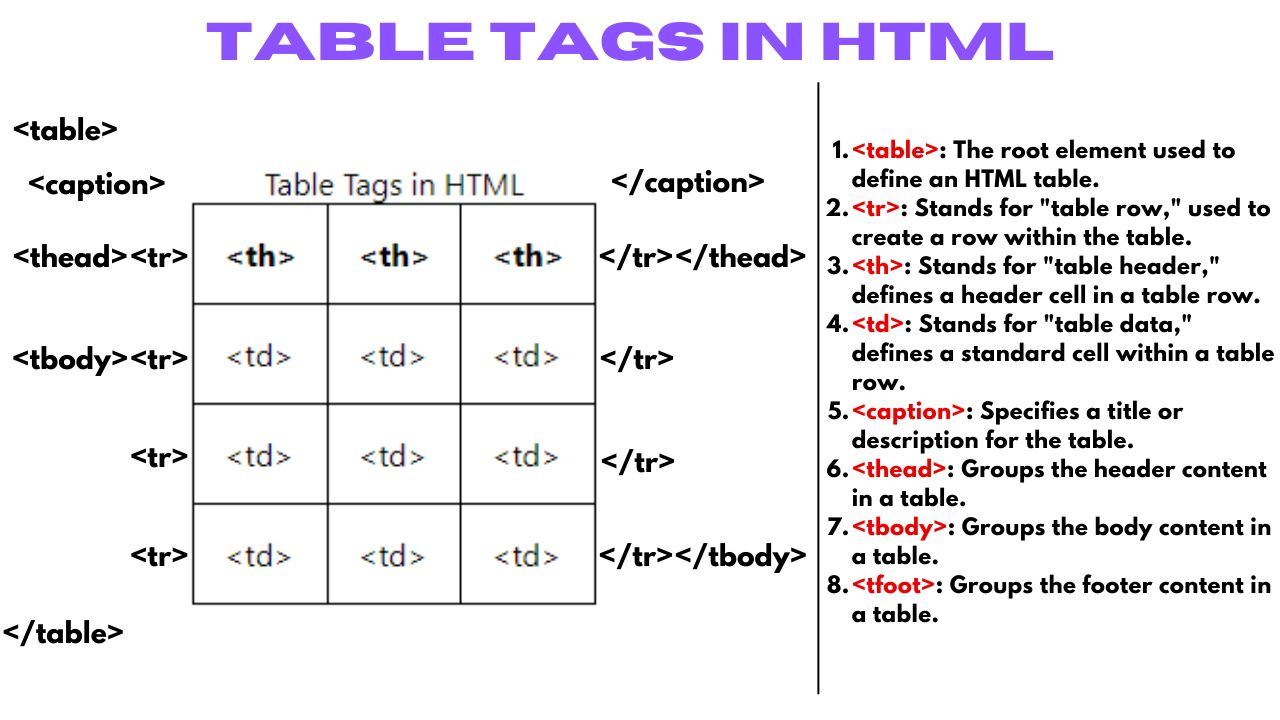 TABLE TAGS IN HTML
<table>
<caption> Table Tags in HTML </caption>
<thead><tr> <th> <th> <th> </tr></thead>
<tbody><tr> <td> <td> <td> </tr>
<tr> <td> <td> <td> </tr>
<tr> <td> <td> <td> </tr></tbody>
</table>
1. <table>: The root element used to
define an HTML table.
2. <tr>: Stands for "table row," used to
create a row within the table.
3. <th>: Stands for "table header,"
defines a header cell in a table row.
4. <td>: Stands for "table data,"
defines a standard cell within a table
row.
5. <caption>: Specifies a title or
description for the table.
6. <thead>: Groups the header content
in a table.
7. <tbody>: Groups the body content in
a table.
8. <tfoot>: Groups the footer content in
a table.